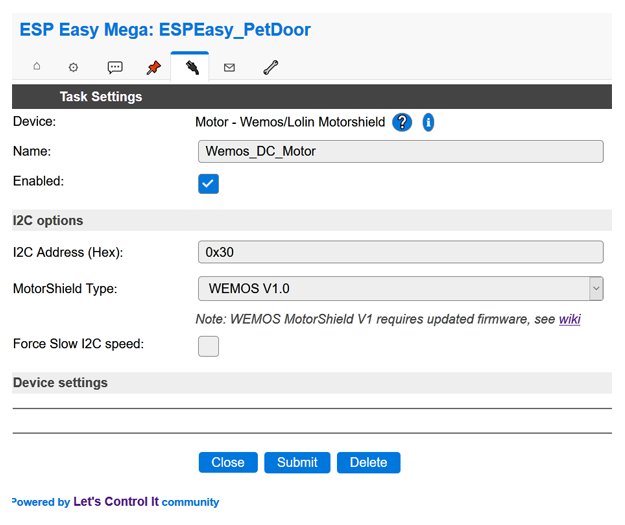 ESP Easy Mega: ESPEasy_PetDoor
Task Settings
Device: Motor - Wemos/Lolin Motorshield ? i
Name: Wemos_DC_Motor
Enabled:
I2C options
I2C Address (Hex): 0x30
MotorShield Type: WEMOS V1.0
Note: WEMOS MotorShield V1 requires updated firmware, see wiki
Force Slow I2C speed:
Device settings
Close Submit Delete
Powered by Let's Control It community